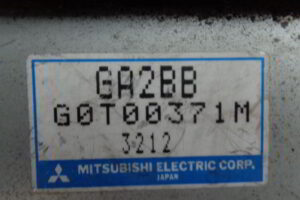 GA2BB
G0T00371M
3212
MITSUBISHI ELECTRIC CORP.
JAPAN